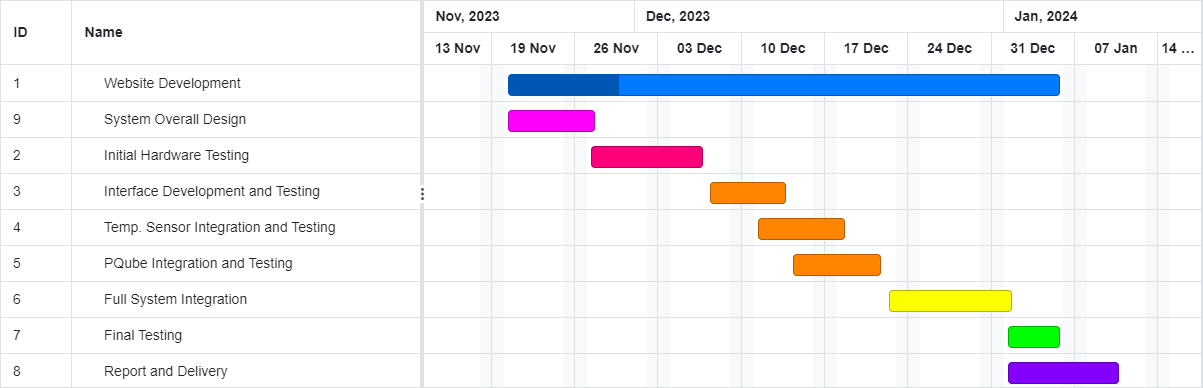 ID Name Nov, 2023 Dec, 2023 Jan, 2024
13 Nov 19 Nov 26 Nov 03 Dec 10 Dec 17 Dec 24 Dec 31 Dec 07 Jan 14 ...
1 Website Development
9 System Overall Design
2 Initial Hardware Testing
3 Interface Development and Testing
4 Temp. Sensor Integration and Testing
5 PQube Integration and Testing
6 Full System Integration
7 Final Testing
8 Report and Delivery